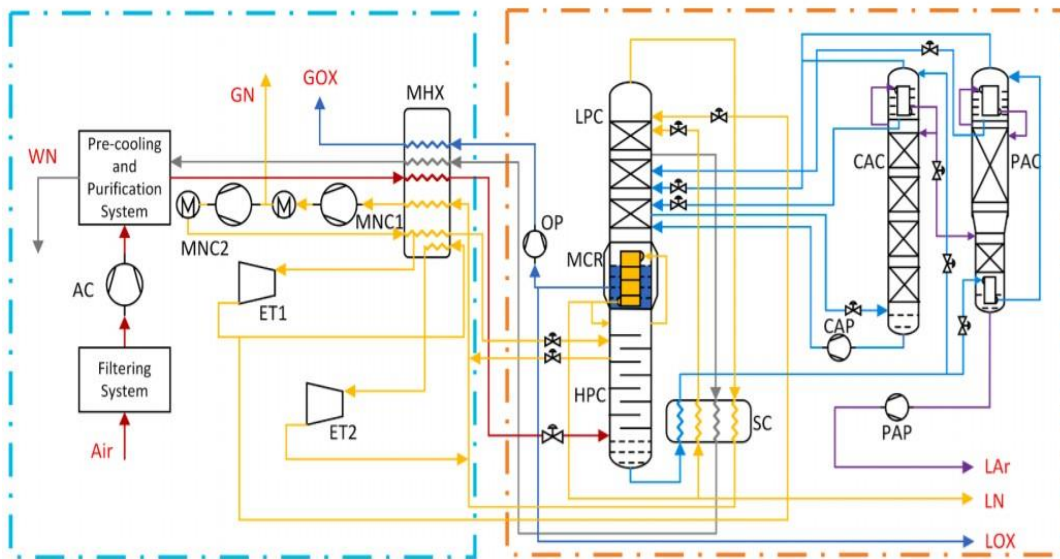 GN
GOX
MHX
LPC
WN
Pre-cooling
and
Purification
System
CAC
PAC
M
M
MNC1
MNC2
OP
MCR
AC
ET1
CAP
Filtering
System
HPC
ET2
SC
PAP
Air
LAr
LN
LOX